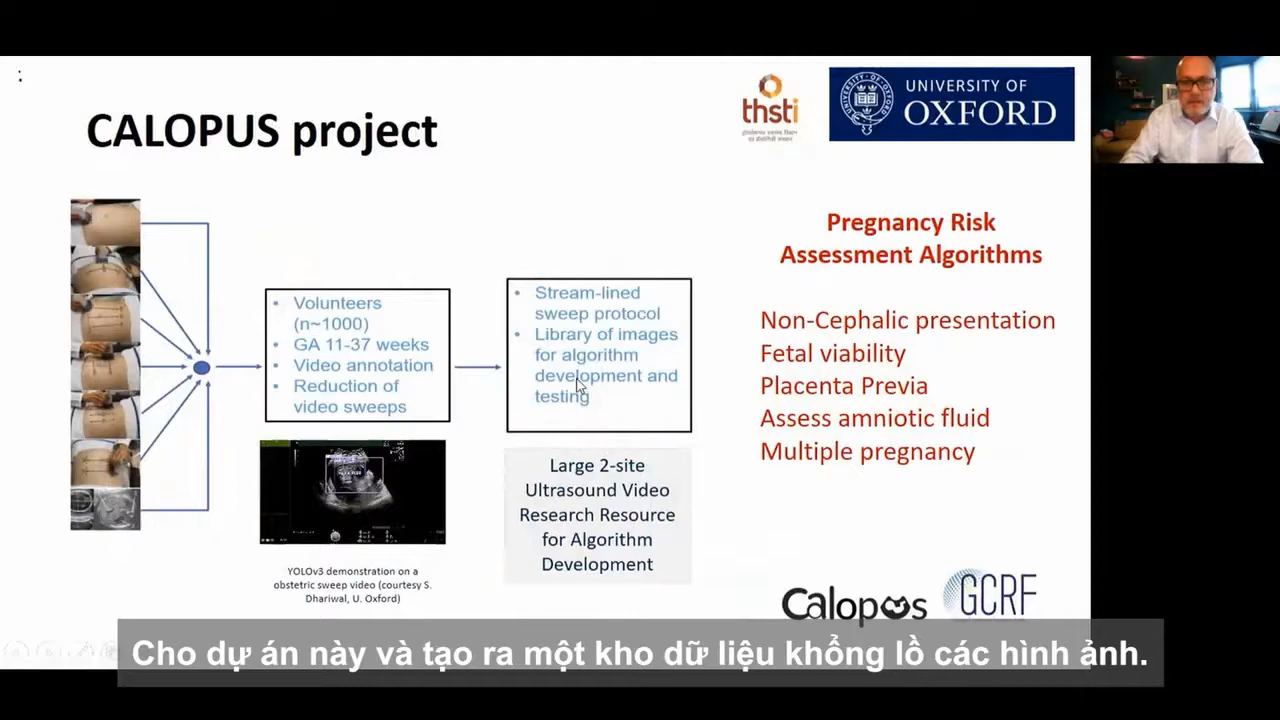 CALOPUS project
thsti
UNIVERSITY OF
OXFORD
• Volunteers
(n~1000)
• GA 11-37 weeks
• Video annotation
• Reduction of
video sweeps
• Stream-lined
sweep protocol
• Library of images
for algorithm
development and
testing
YOLOv3 demonstration on a
obstetric sweep video (courtesy S.
Dhariwal, U. Oxford)
Large 2-site
Ultrasound Video
Research Resource
for Algorithm
Development
Pregnancy Risk
Assessment Algorithms
Non-Cephalic presentation
Fetal viability
Placenta Previa
Assess amniotic fluid
Multiple pregnancy
Calopus
GCRF
Cho dự án này và tạo ra một kho dữ liệu khổng lồ các hình ảnh.